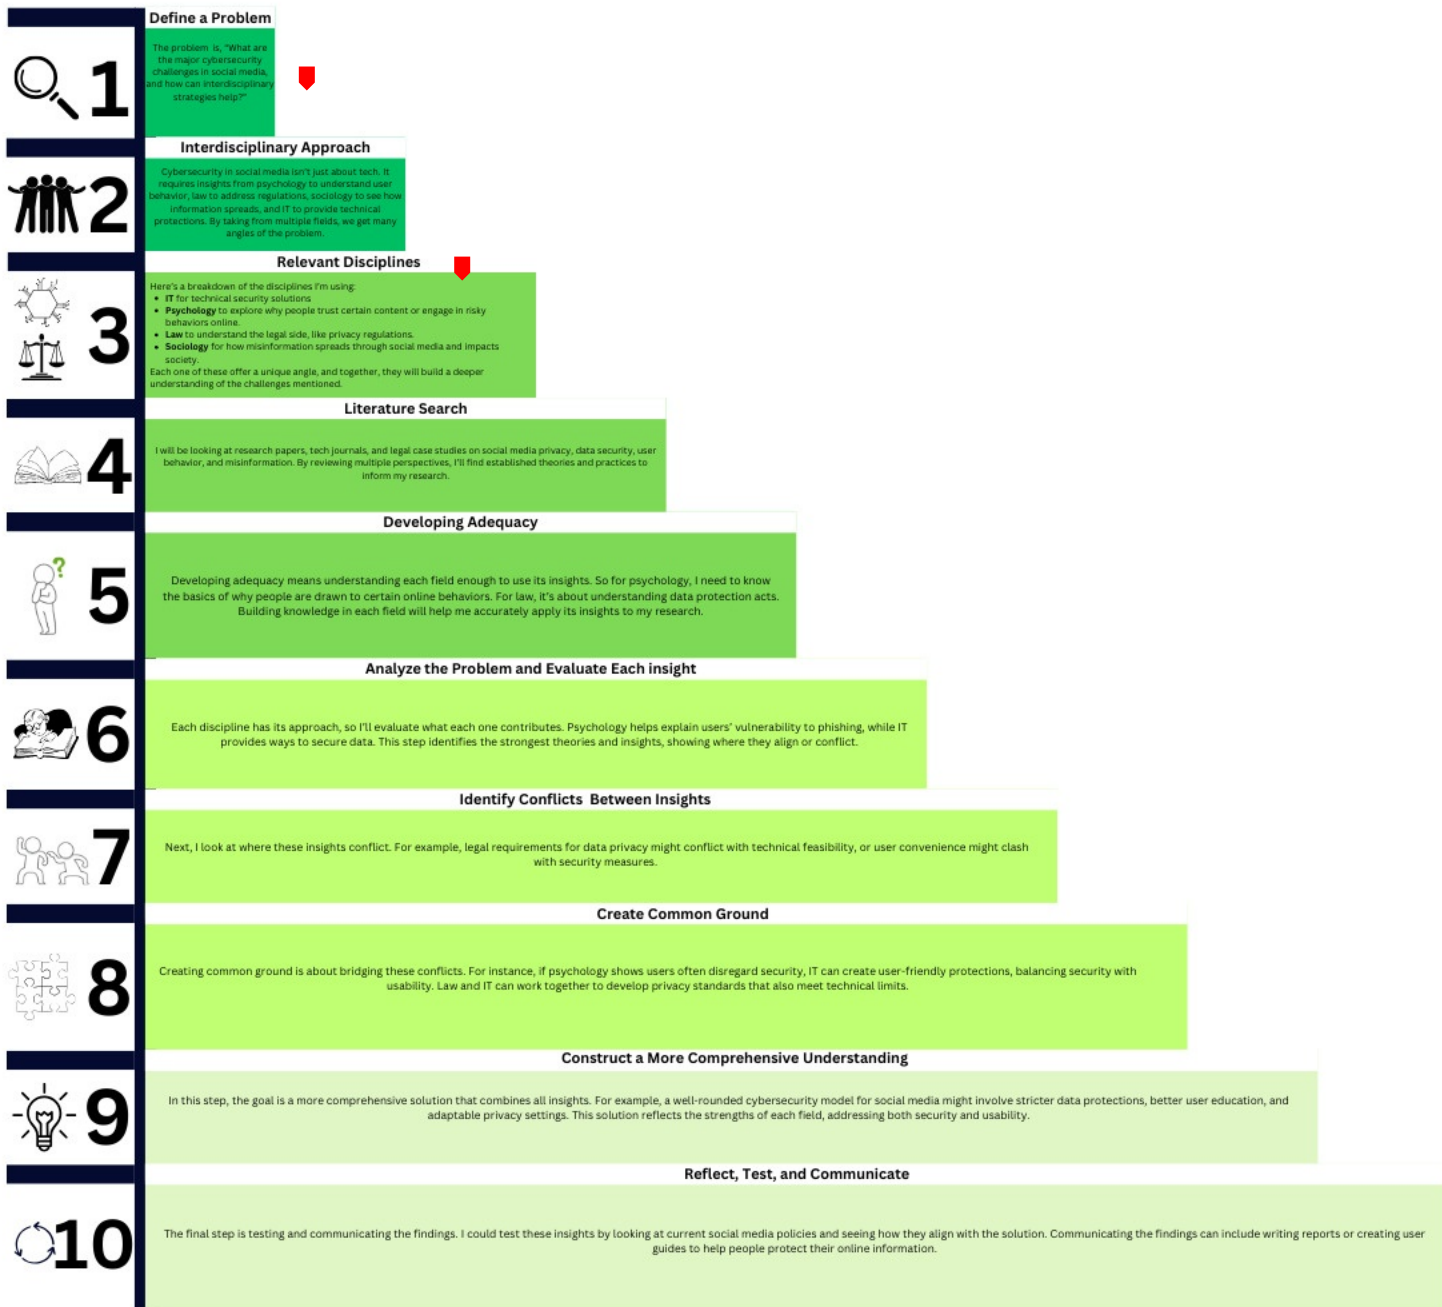 Define a Problem
1
The problem is, "What are
the major cybersecurity
challenges in social media,
and how can interdisciplinary
strategies help?"
Interdisciplinary Approach
2
Cybersecurity in social media isn't just about tech. It
requires insights from psychology to understand user
behavior, law to address regulations, sociology to see how
information spreads, and IT to provide technical
protections. By taking from multiple fields, we get many
angles of the problem.
Relevant Disciplines
3
Here's a breakdown of the disciplines I'm using:
• IT for technical security solutions
• Psychology to explore why people trust certain content or engage in risky
behaviors online.
• Law to understand the legal side, like privacy regulations.
• Sociology for how misinformation spreads through social media and impacts
society.
Each one of these offer a unique angle, and together, they will build a deeper
understanding of the challenges mentioned.
Literature Search
4
I will be looking at research papers, tech journals, and legal case studies on social media privacy, data security, user
behavior, and misinformation. By reviewing multiple perspectives, I'll find established theories and practices to
inform my research.
Developing Adequacy
5
?
Developing adequacy means understanding each field enough to use its insights. So for psychology, I need to know
the basics of why people are drawn to certain online behaviors. For law, it's about understanding data protection acts.
Building knowledge in each field will help me accurately apply its insights to my research.
Analyze the Problem and Evaluate Each insight
6
Each discipline has its approach, so I'll evaluate what each one contributes. Psychology helps explain users' vulnerability to phishing, while IT
provides ways to secure data. This step identifies the strongest theories and insights, showing where they align or conflict.
Identify Conflicts Between Insights
7
Next, I look at where these insights conflict. For example, legal requirements for data privacy might conflict with technical feasibility, or user convenience might clash
with security measures.
Create Common Ground
8
Creating common ground is about bridging these conflicts. For instance, if psychology shows users often disregard security, IT can create user-friendly protections, balancing security with
usability. Law and IT can work together to develop privacy standards that also meet technical limits.
Construct a More Comprehensive Understanding
9
In this step, the goal is a more comprehensive solution that combines all insights. For example, a well-rounded cybersecurity model for social media might involve stricter data protections, better user education, and
adaptable privacy settings. This solution reflects the strengths of each field, addressing both security and usability.
Reflect, Test, and Communicate
10
The final step is testing and communicating the findings. I could test these insights by looking at current social media policies and seeing how they align with the solution. Communicating the findings can include writing reports or creating user
guides to help people protect their online information.